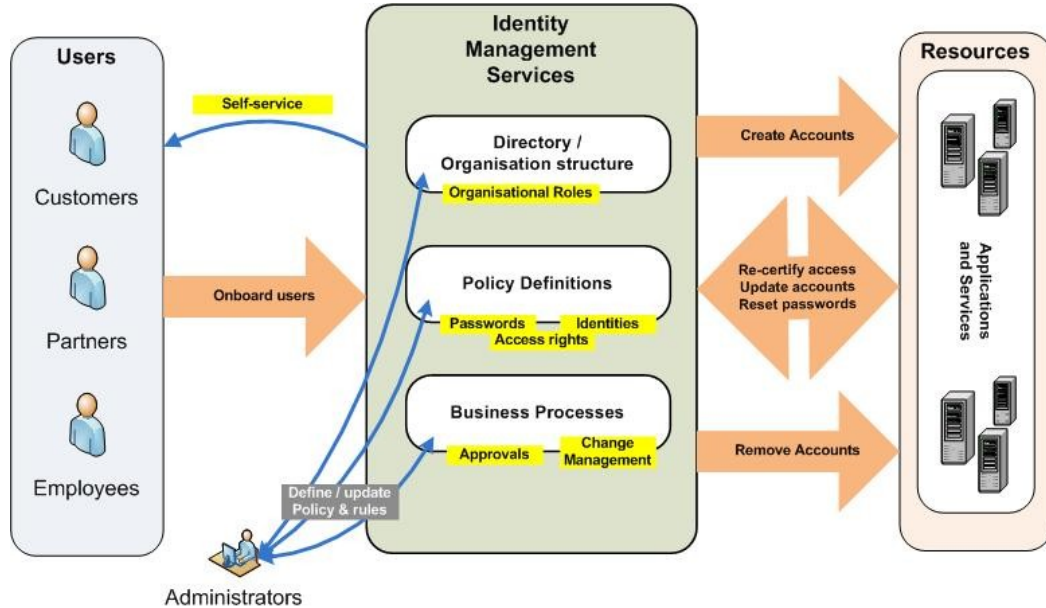 Users
Customers
Partners
Employees
Self-service
Onboard users
Define / update
Policy & rules
Administrators
Identity
Management
Services
Directory /
Organisation structure
Organisational Roles
Policy Definitions
Passwords
Identities
Access rights
Business Processes
Approvals
Change
Management
Create Accounts
Re-certify access
Update accounts
Reset passwords
Remove Accounts
Resources
Applications
and Services